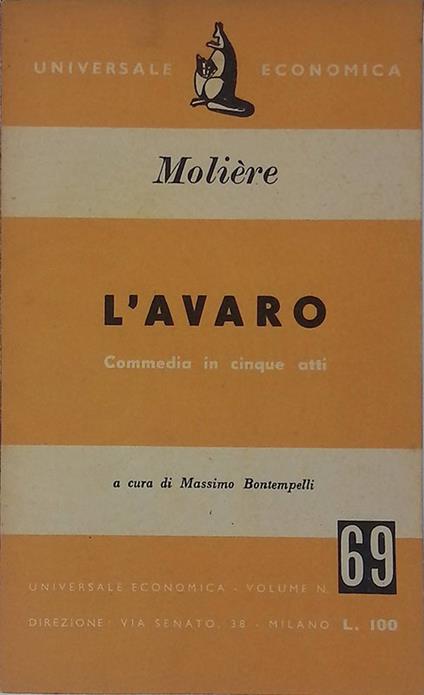 UNIVERSALE ECONOMICA
Molière
L'AVARO
Commedia in cinque atti
a cura di Massimo Bontempelli
UNIVERSALE ECONOMICA - VOLUME N. 69
DIREZIONE: VIA SENATO, 38 - MILANO L. 100